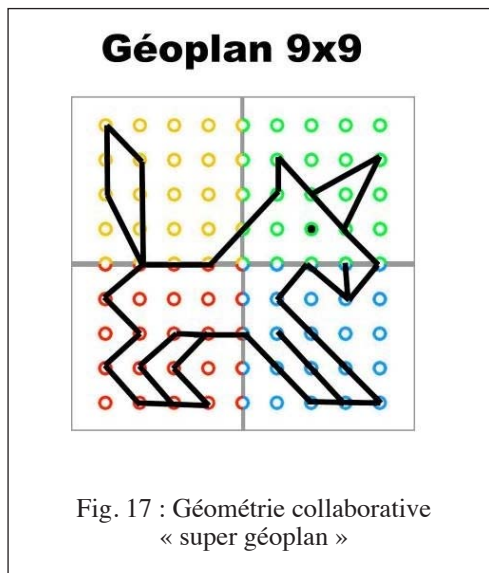 Géoplan 9x9
Fig. 17 : Géométrie collaborative
« super géoplan »